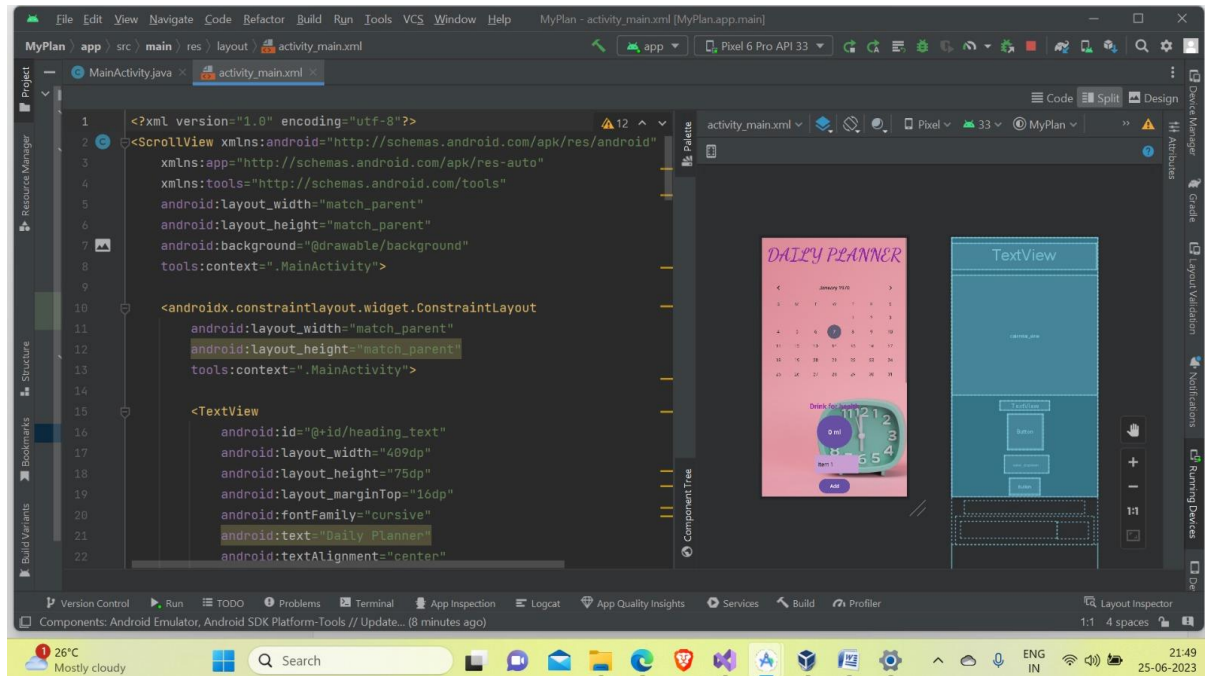 File Edit View Navigate Code Refactor Build Run Tools VCS Window Help MyPlan - activity_main.xml [MyPlan.app.main]
MyPlan app src main res layout activity_main.xml app Pixel 6 Pro API 33
MainActivity.java activity_main.xml
Code Split Design
activity_main.xml Pixel 33 MyPlan
1 <?xml version="1.0" encoding="utf-8"?> 12
2 <ScrollView xmlns:android="http://schemas.android.com/apk/res/android"
3 xmlns:app="http://schemas.android.com/apk/res-auto"
4 xmlns:tools="http://schemas.android.com/tools"
5 android:layout_width="match_parent"
6 android:layout_height="match_parent"
7 android:background="@drawable/background"
8 tools:context=".MainActivity">
9
10 <androidx.constraintlayout.widget.ConstraintLayout
11 android:layout_width="match_parent"
12 android:layout_height="match_parent"
13 tools:context=".MainActivity">
14
15 <TextView
16 android:id="@+id/heading_text"
17 android:layout_width="409dp"
18 android:layout_height="75dp"
19 android:layout_marginTop="16dp"
20 android:fontFamily="cursive"
21 android:text="Daily Planner"
22 android:textAlignment="center"
Project
Resource Manager
Structure
Bookmarks
Build Variants
Palette
Component Tree
DAILY PLANNER
January 1970
Drink for health
0 ml
Item 1
Add
TextView
TextView
Button
Button
1:1
Attributes
Device Manager
Gradle
Layout Validation
Notifications
Running Devices
De
Version Control Run TODO Problems Terminal App Inspection Logcat App Quality Insights Services Build Profiler Layout Inspector
Components: Android Emulator, Android SDK Platform-Tools // Update... (8 minutes ago) 1:1 4 spaces
1 26°C
Mostly cloudy
Search
ENG
IN
21:49
25-06-2023